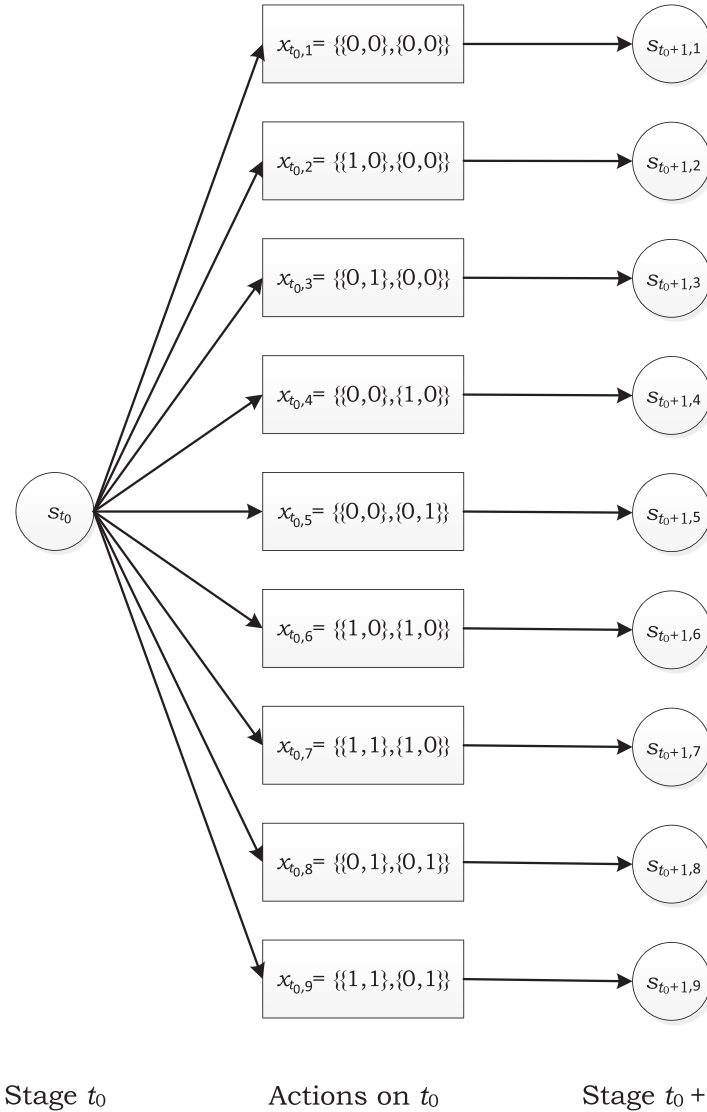 x_{t_0,1}= {{0,0},{0,0}} s_{t_0+1,1}
x_{t_0,2}= {{1,0},{0,0}} s_{t_0+1,2}
x_{t_0,3}= {{0,1},{0,0}} s_{t_0+1,3}
x_{t_0,4}= {{0,0},{1,0}} s_{t_0+1,4}
s_{t_0} x_{t_0,5}= {{0,0},{0,1}} s_{t_0+1,5}
x_{t_0,6}= {{1,0},{1,0}} s_{t_0+1,6}
x_{t_0,7}= {{1,1},{1,0}} s_{t_0+1,7}
x_{t_0,8}= {{0,1},{0,1}} s_{t_0+1,8}
x_{t_0,9}= {{1,1},{0,1}} s_{t_0+1,9}
Stage t_0 Actions on t_0 Stage t_0 +